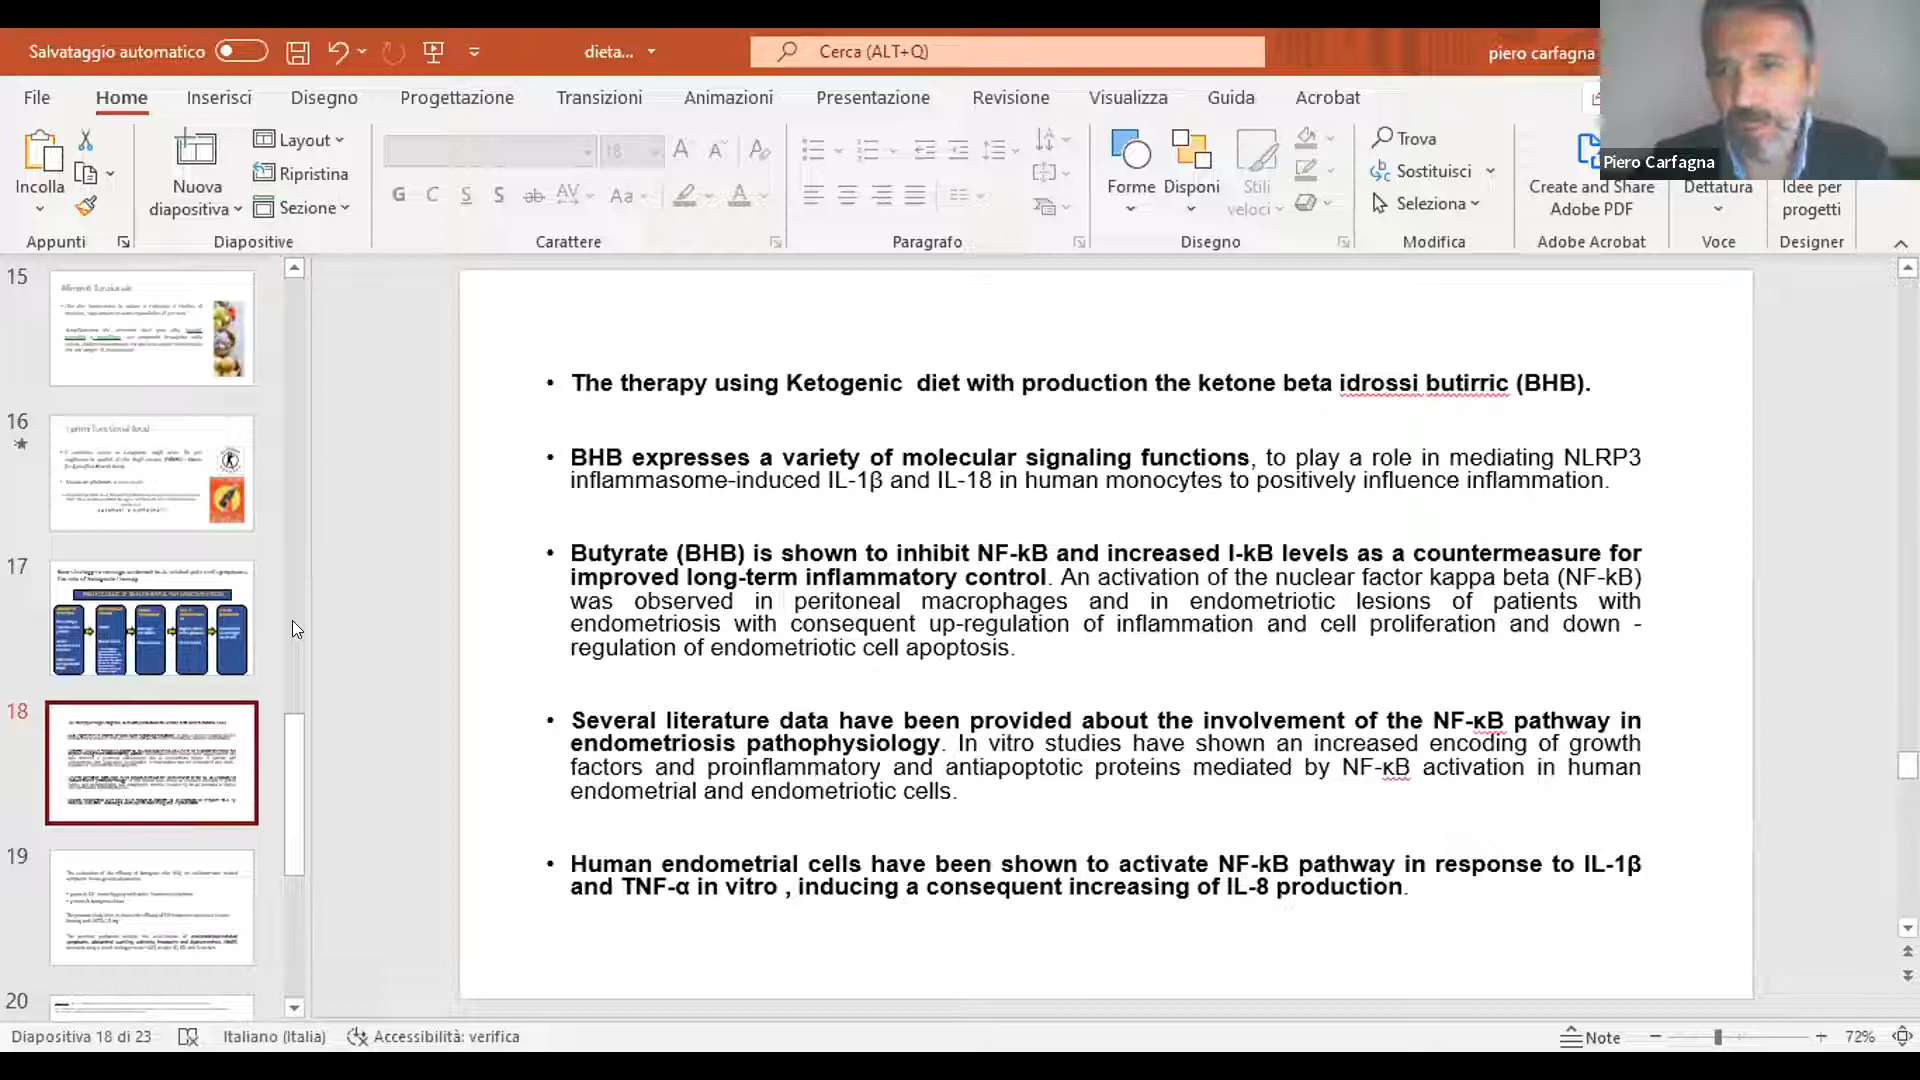 Salvataggio automatico
dieta...
Cerca (ALT+Q)
piero carfagna
File
Home
Inserisci
Disegno
Progettazione
Transizioni
Animazioni
Presentazione
Revisione
Visualizza
Guida
Acrobat
Incolla
Appunti
Nuova
diapositiva
Layout
Ripristina
Sezione
Diapositive
18
G C S S ab AV Aa A
Carattere
Paragrafo
Forme
Disponi
Stili
veloci
Disegno
Trova
Sostituisci
Seleziona
Modifica
Create and Share
Adobe PDF
Adobe Acrobat
Dettatura
Voce
Idee per
progetti
Designer
Piero Carfagna
15
16
17
18
19
20
• The therapy using Ketogenic  diet with production the ketone beta idrossi butirric (BHB).
• BHB expresses a variety of molecular signaling functions, to play a role in mediating NLRP3
inflammasome-induced IL-1β and IL-18 in human monocytes to positively influence inflammation.
• Butyrate (BHB) is shown to inhibit NF-kB and increased I-kB levels as a countermeasure for
improved long-term inflammatory control. An activation of the nuclear factor kappa beta (NF-kB)
was observed in peritoneal macrophages and in endometriotic lesions of patients with
endometriosis with consequent up-regulation of inflammation and cell proliferation and down -
regulation of endometriotic cell apoptosis.
• Several literature data have been provided about the involvement of the NF-κB pathway in
endometriosis pathophysiology. In vitro studies have shown an increased encoding of growth
factors and proinflammatory and antiapoptotic proteins mediated by NF-κB activation in human
endometrial and endometriotic cells.
• Human endometrial cells have been shown to activate NF-kB pathway in response to IL-1β
and TNF-α in vitro , inducing a consequent increasing of IL-8 production.
Diapositiva 18 di 23
Italiano (Italia)
Accessibilità: verifica
Note
72%